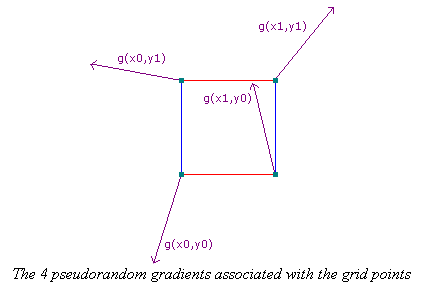 g(x1,y1)
g(x0,y1)
g(x1,y0)
g(x0,y0)
The 4 pseudorandom gradients associated with the grid points